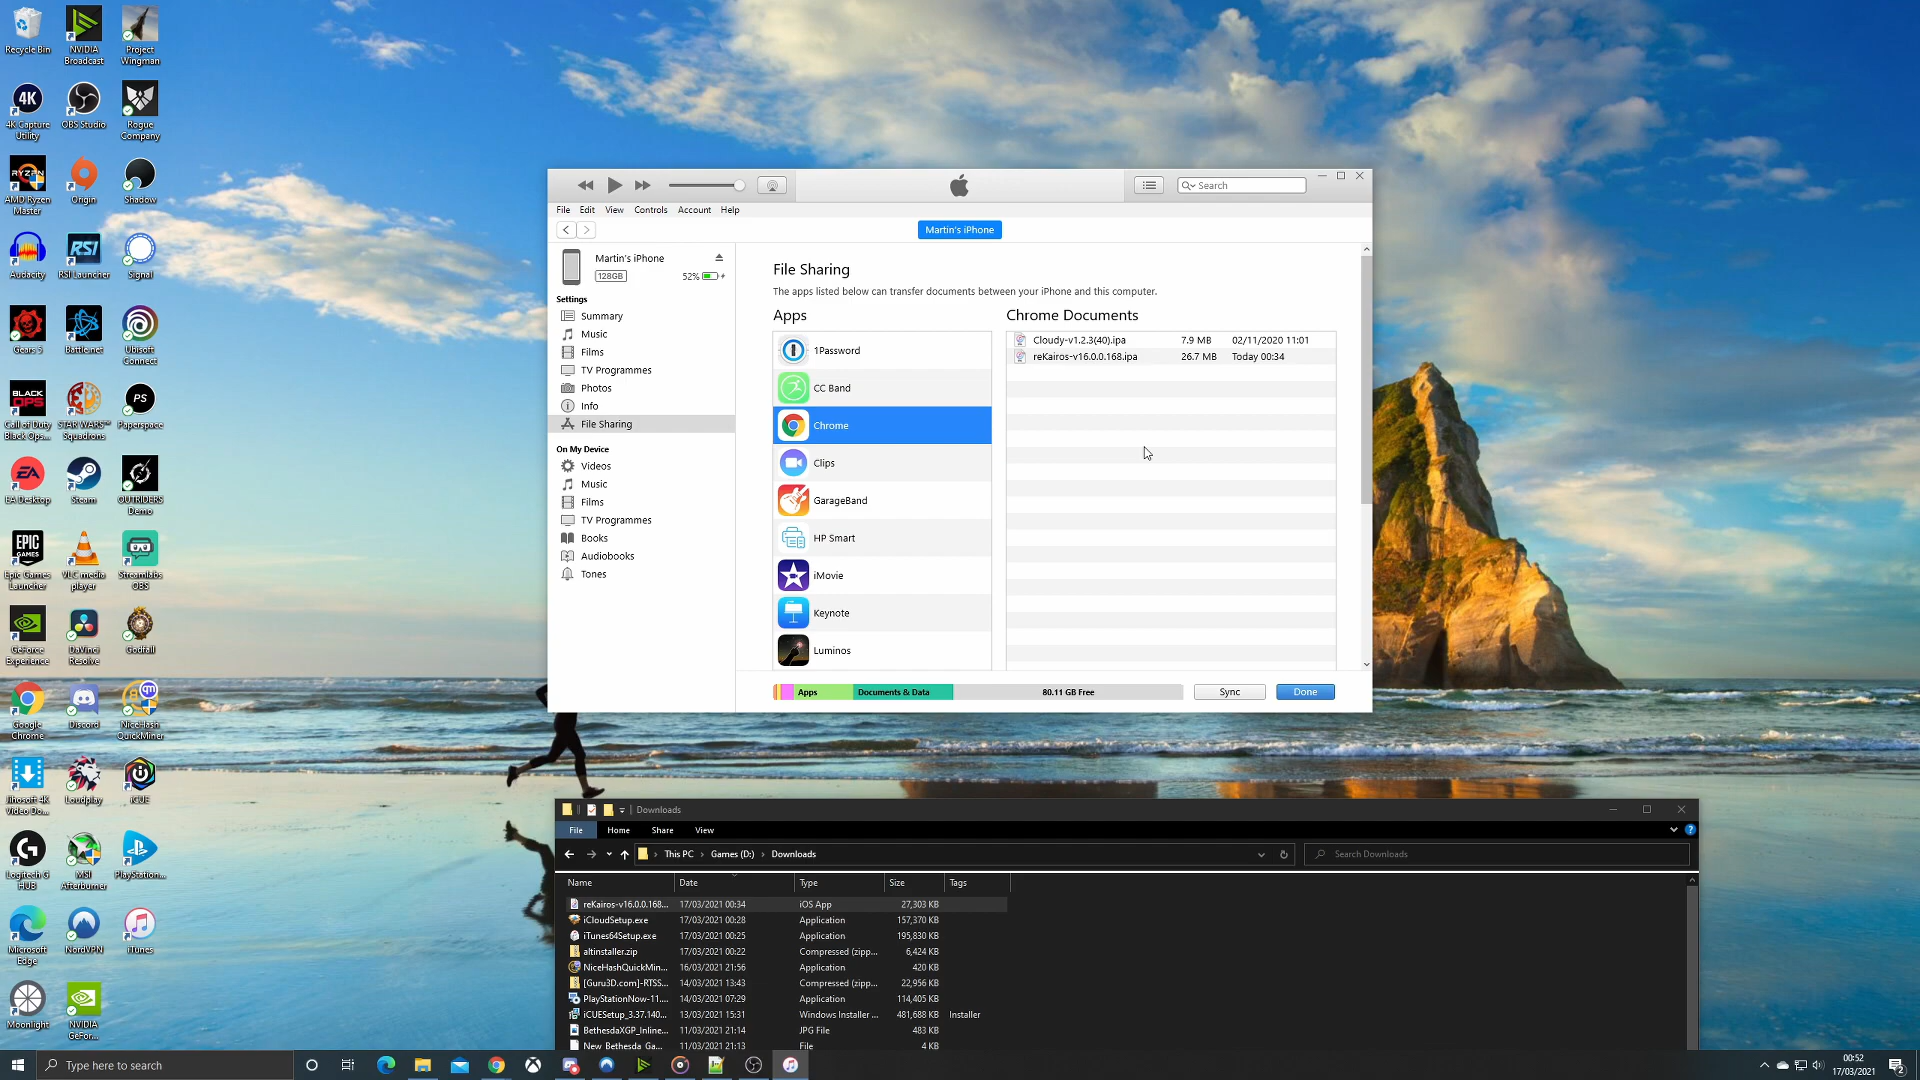 Recycle Bin
NVIDIA Broadcast
Project Wingman
4K Capture Utility
OBS Studio
Rogue Company
AMD Ryzen Master
Origin
Shadow
Audacity
RSI Launcher
Signal
Gears 5
Battle.net
Ubisoft Connect
Call of Duty Black Ops...
STAR WARS™ Squadrons
Paperspace
EA Desktop
Steam
OUTRIDERS Demo
Epic Games Launcher
VLC media player
Streamlabs OBS
GeForce Experience
DaVinci Resolve
Godfall
Google Chrome
Discord
NiceHash QuickMiner
Jihosoft 4K Video Do...
Loudplay
iCUE
Logitech G HUB
MSI Afterburner
PlayStation...
Microsoft Edge
NordVPN
iTunes
Moonlight
NVIDIA GeFor...
Search
File Edit View Controls Account Help
Martin's iPhone
Martin's iPhone
128GB 52%
Settings
Summary
Music
Films
TV Programmes
Photos
Info
File Sharing
On My Device
Videos
Music
Films
TV Programmes
Books
Audiobooks
Tones
File Sharing
The apps listed below can transfer documents between your iPhone and this computer.
Apps
1Password
CC Band
Chrome
Clips
GarageBand
HP Smart
iMovie
Keynote
Luminos
Chrome Documents
Cloudy-v1.2.3(40).ipa 7.9 MB 02/11/2020 11:01
reKairos-v16.0.0.168.ipa 26.7 MB Today 00:34
Apps Documents & Data 80.11 GB Free Sync Done
Downloads
File Home Share View
This PC Games (D:) Downloads Search Downloads
Name Date Type Size Tags
reKairos-v16.0.0.168... 17/03/2021 00:34 iOS App 27,303 KB
iCloudSetup.exe 17/03/2021 00:28 Application 157,370 KB
iTunes64Setup.exe 17/03/2021 00:25 Application 195,830 KB
altinstaller.zip 17/03/2021 00:22 Compressed (zipp... 6,424 KB
NiceHashQuickMin... 16/03/2021 21:56 Application 420 KB
[Guru3D.com]-RTSS... 14/03/2021 13:43 Compressed (zipp... 22,956 KB
PlayStationNow-11.... 14/03/2021 07:29 Application 114,405 KB
iCUESetup_3.37.140... 13/03/2021 15:31 Windows Installer ... 481,688 KB Installer
BethesdaXGP_Inline... 11/03/2021 21:14 JPG File 483 KB
New Bethesda Ga... 11/03/2021 21:13 File 4 KB
Type here to search
00:52
17/03/2021
2